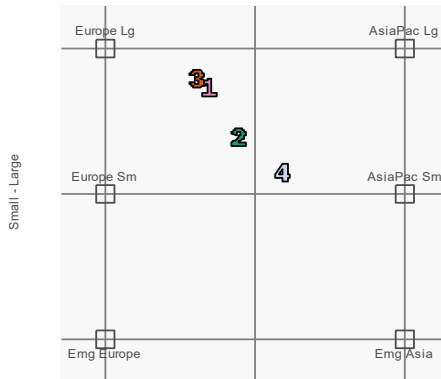 Europe Lg
AsiaPac Lg
3
1
2
4
Europe Sm
AsiaPac Sm
Small - Large
Emg Europe
Emg Asia